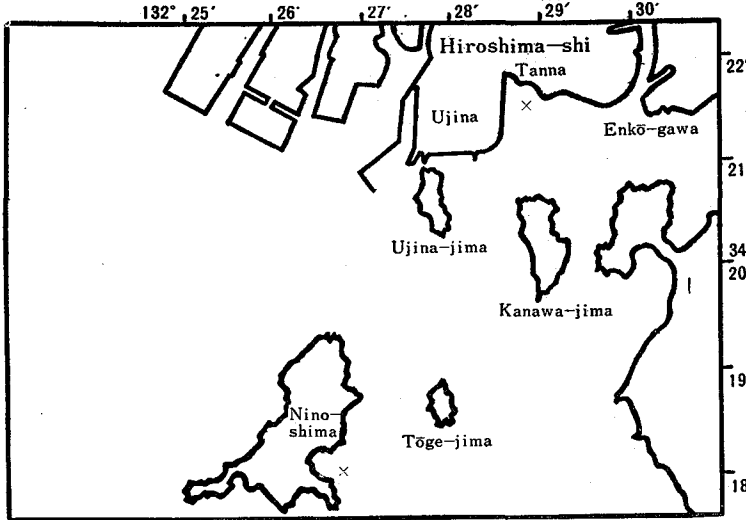 132° 25' 26' 27' 28' 29' 30'
Hiroshima-shi
Tanna
22'
Ujina
Enkō-gawa
21'
Ujina-jima
34
20
Kanawa-jima
19
Nino-
shima
Tōge-jima
18